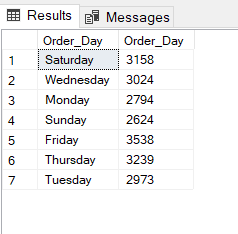 Results Messages
Order_Day Order_Day
1 Saturday 3158
2 Wednesday 3024
3 Monday 2794
4 Sunday 2624
5 Friday 3538
6 Thursday 3239
7 Tuesday 2973